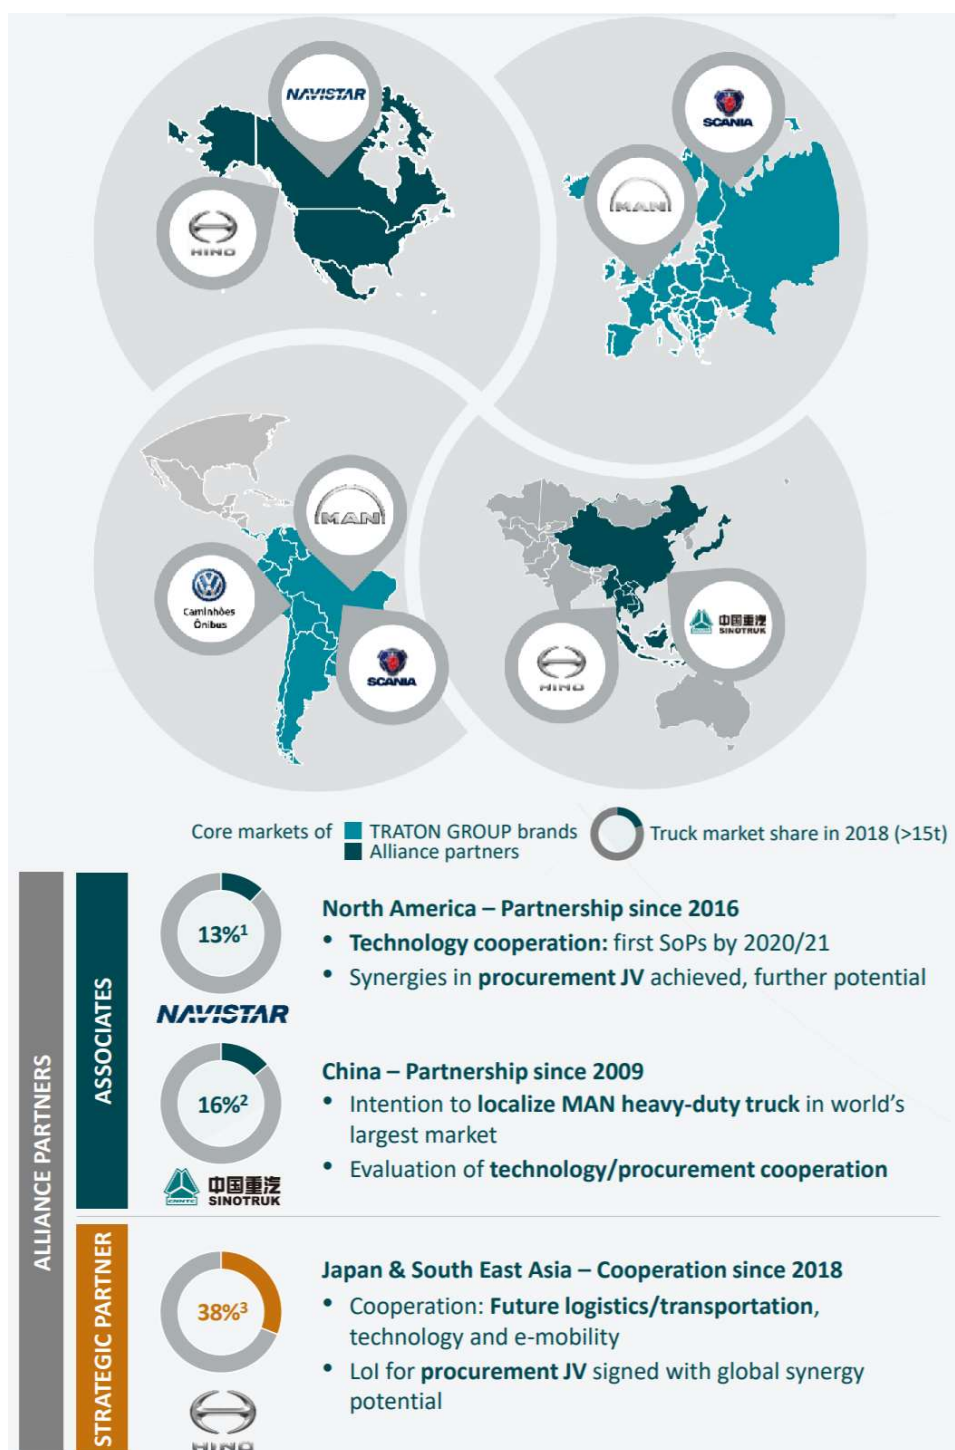 NAVISTAR
SCANIA
MAN
HINO
MAN
Caminhões
Ônibus
SCANIA
HINO
中国重汽
SINOTRUK
Core markets of
TRATON GROUP brands
Alliance partners
Truck market share in 2018 (>15t)
ALLIANCE PARTNERS
ASSOCIATES
13%¹
NAVISTAR
North America – Partnership since 2016
• Technology cooperation: first SoPs by 2020/21
• Synergies in procurement JV achieved, further potential
16%²
中国重汽
SINOTRUK
China – Partnership since 2009
• Intention to localize MAN heavy-duty truck in world's
largest market
• Evaluation of technology/procurement cooperation
STRATEGIC PARTNER
38%³
HINO
Japan & South East Asia – Cooperation since 2018
• Cooperation: Future logistics/transportation,
technology and e-mobility
• LoI for procurement JV signed with global synergy
potential